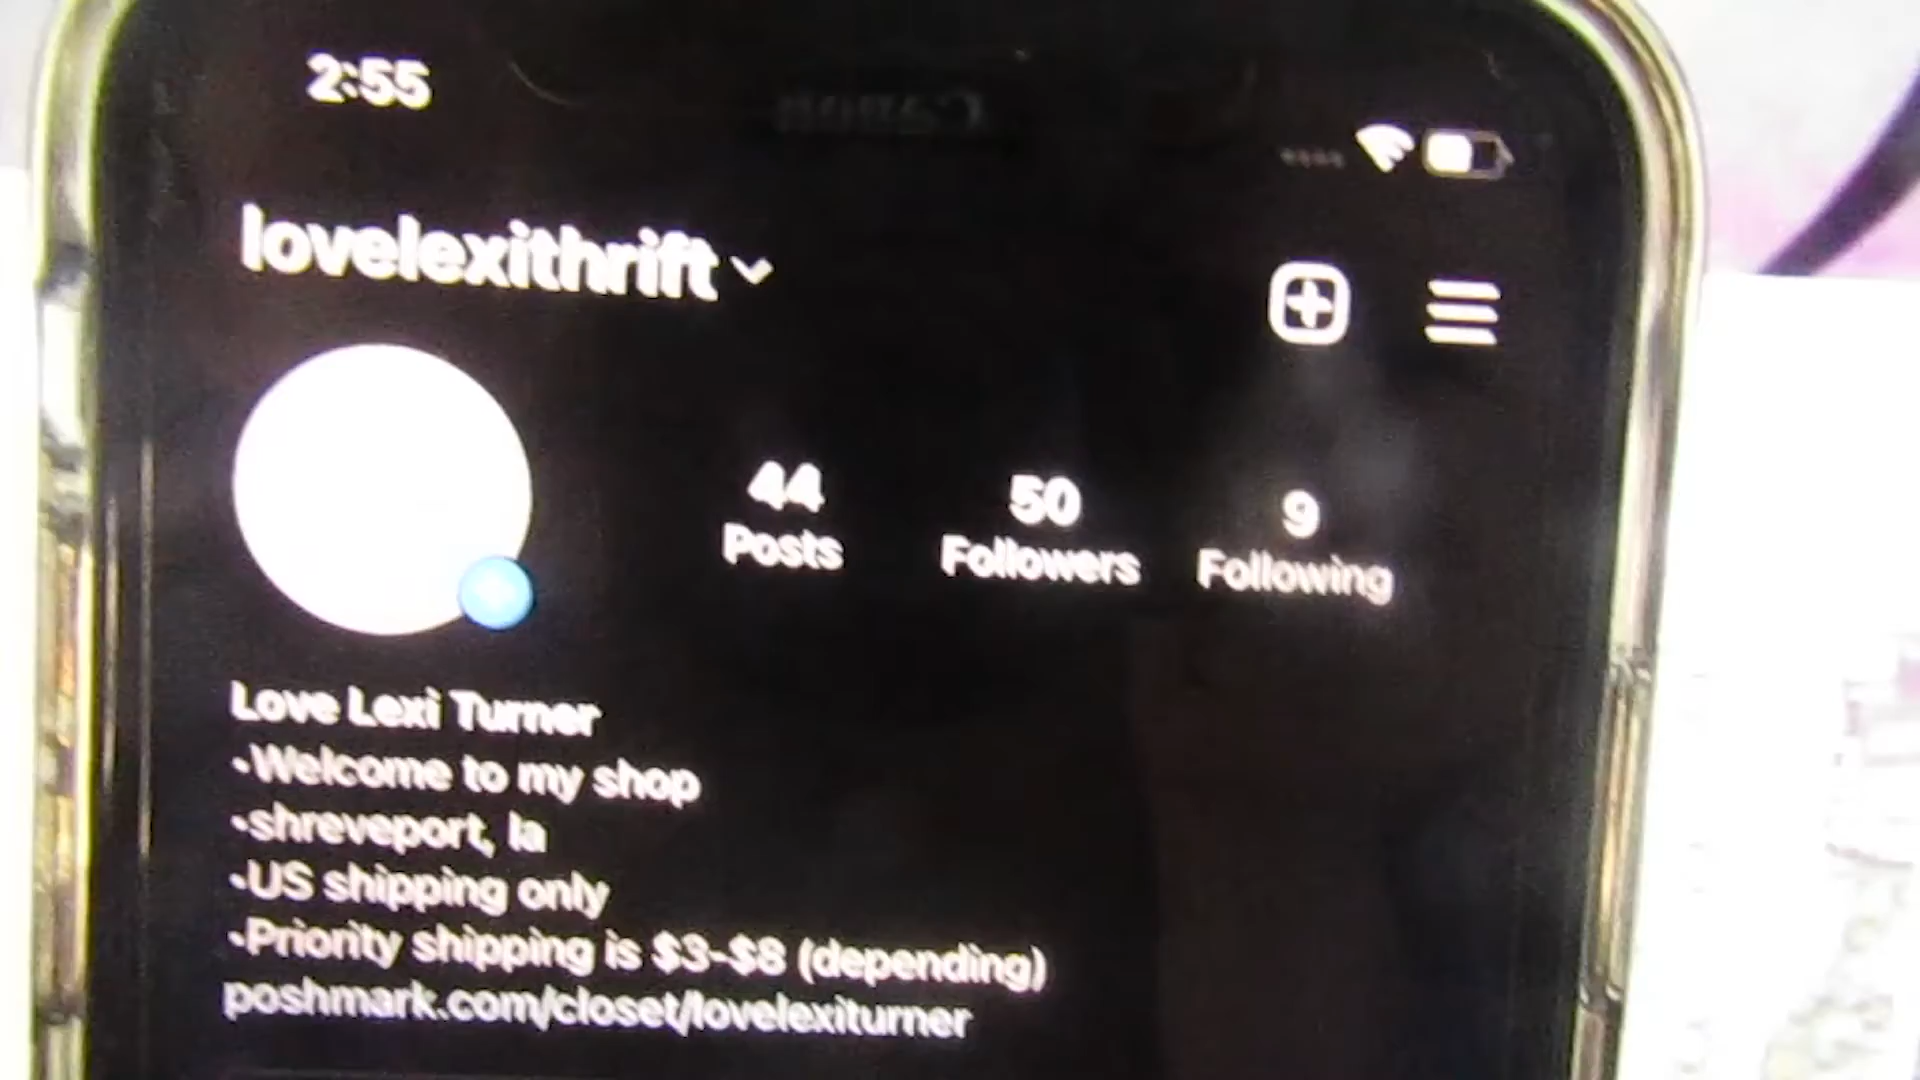 2:55
lovelexithrift
44 50 9
Posts Followers Following
Love Lexi Turner
•Welcome to my shop
•shreveport, la
•US shipping only
•Priority shipping is $3-$8 (depending)
poshmark.com/closet/lovelexiturner